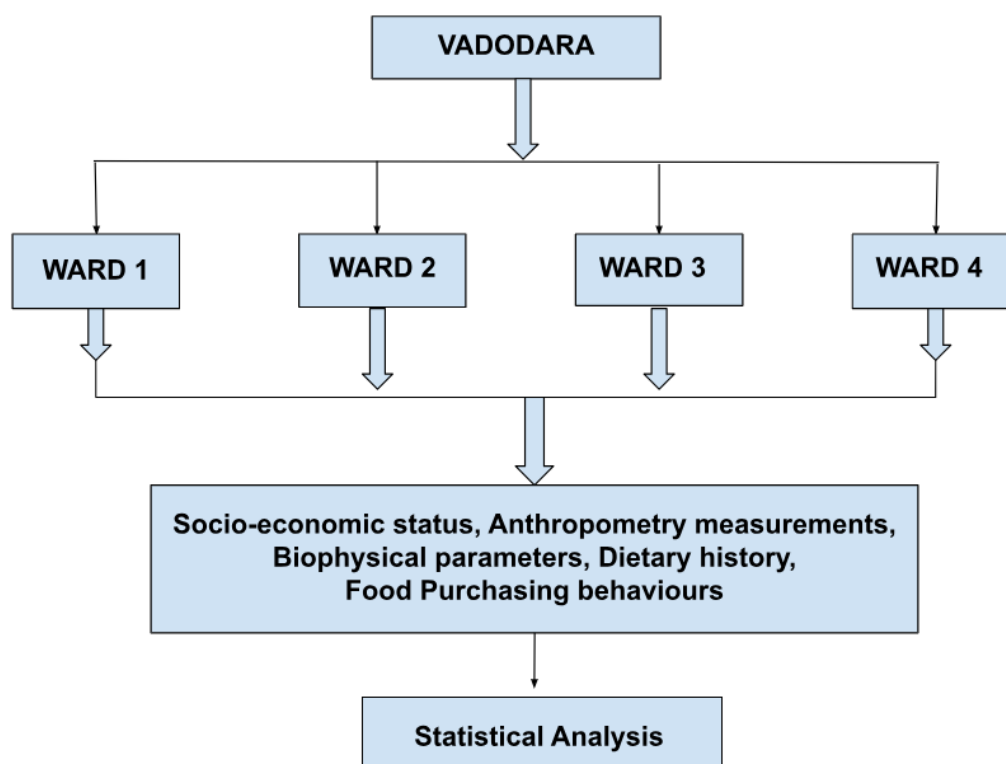 VADODARA
WARD 1
WARD 2
WARD 3
WARD 4
Socio-economic status, Anthropometry measurements,
Biophysical parameters, Dietary history,
Food Purchasing behaviours
Statistical Analysis